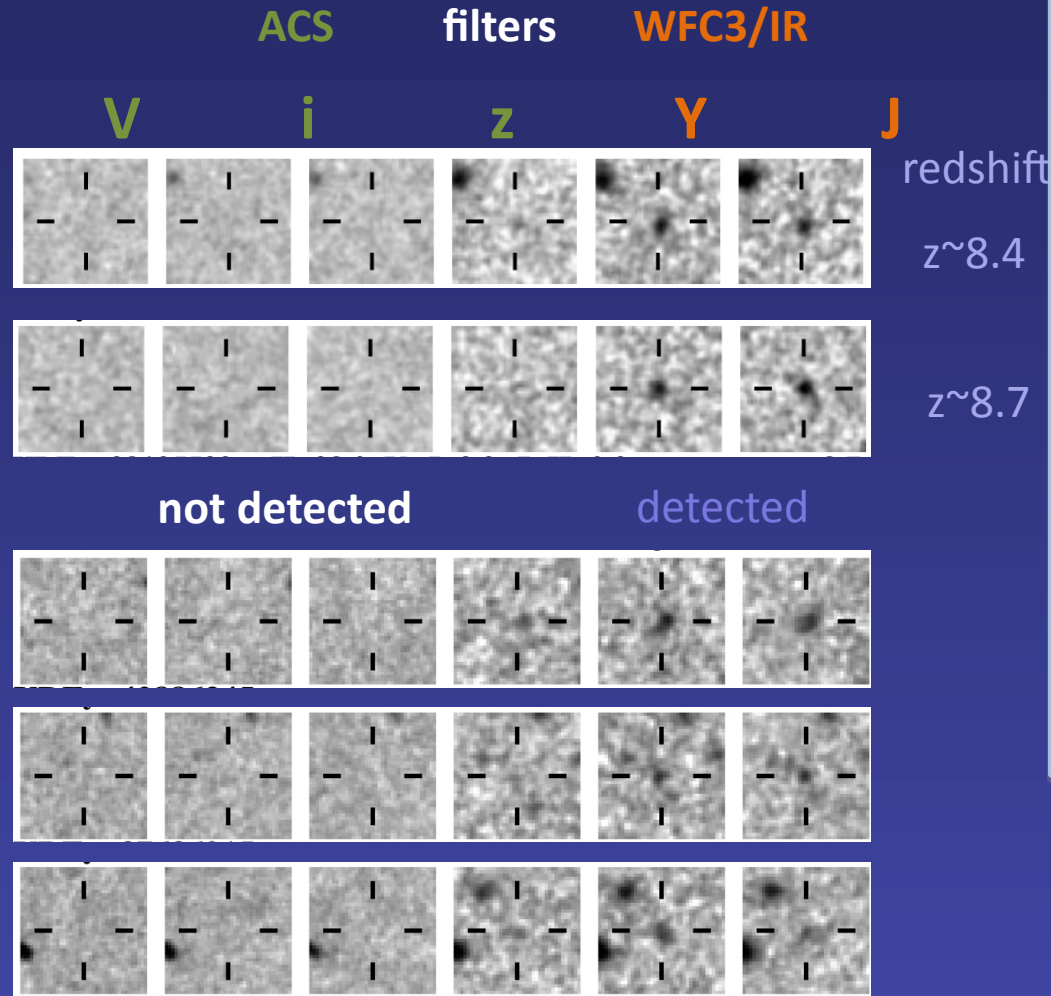 ACS filters WFC3/IR
V i z Y J
redshift
z~8.4
z~8.7
not detected detected